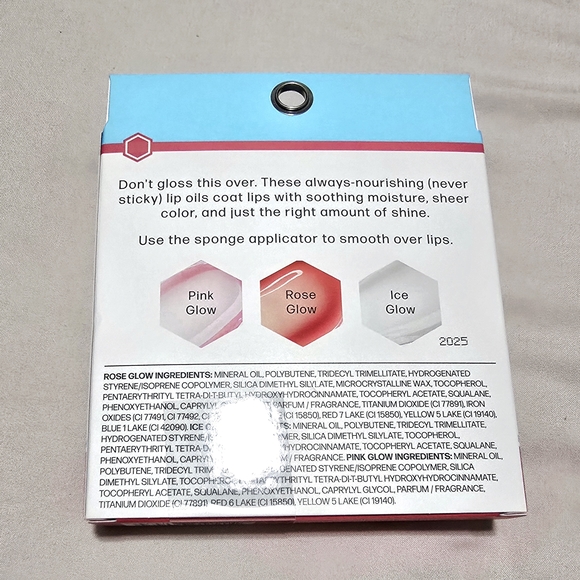 Don't gloss this over. These always-nourishing (never
sticky) lip oils coat lips with soothing moisture, sheer
color, and just the right amount of shine.
Use the sponge applicator to smooth over lips.
Pink
Glow
Rose
Glow
Ice
Glow
2025
ROSE GLOW INGREDIENTS: MINERAL OIL, POLYBUTENE, TRIDECYL TRIMELLITATE, HYDROGENATED
STYRENE/ISOPRENE COPOLYMER, SILICA DIMETHYL SILYLATE, MICROCRYSTALLINE WAX, TOCOPHEROL,
PENTAERYTHRITYL TETRA-DI-T-BUTYL HYDROXYHYDROCINNAMATE, TOCOPHERYL ACETATE, SQUALANE,
PHENOXYETHANOL, PARFUM / FRAGRANCE, TITANIUM DIOXIDE (CI 77891), IRON
OXIDES (CI 77491, CI 77492, (CI 15850), RED 7 LAKE (CI 15850), YELLOW 5 LAKE (CI 19140),
BLUE 1 LAKE (CI 42090). ICE MINERAL OIL, POLYBUTENE, TRIDECYL TRIMELLITATE,
HYDROGENATED COPOLYMER, SILICA DIMETHYL SILYLATE, TOCOPHEROL,
PENTAERYTHRITYL HYDROXYHYDROCINNAMATE, TOCOPHERYL ACETATE, SQUALANE,
PHENOXYETHANOL, / FRAGRANCE. PINK GLOW INGREDIENTS: MINERAL OIL,
POLYBUTENE, TRIDECYL STYRENE/ISOPRENE COPOLYMER, SILICA
DIMETHYL SILYLATE, TETRA-DI-T-BUTYL HYDROXYHYDROCINNAMATE,
TOCOPHERYL ACETATE, SQUALANE, PHENOXYETHANOL, CAPRYLYL GLYCOL, PARFUM / FRAGRANCE,
TITANIUM DIOXIDE (CI 77891), RED 6 LAKE (CI 15850), YELLOW 5 LAKE (CI 19140).